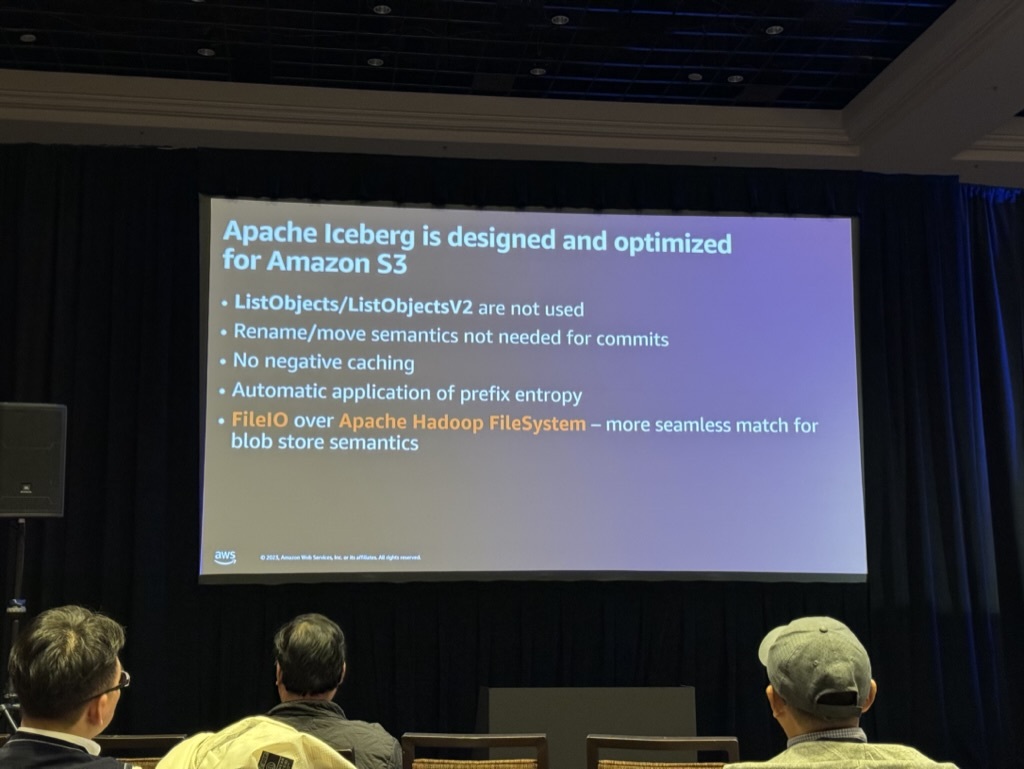 Apache Iceberg is designed and optimized
for Amazon S3
• ListObjects/ListObjectsV2 are not used
• Rename/move semantics not needed for commits
• No negative caching
• Automatic application of prefix entropy
• FileIO over Apache Hadoop FileSystem – more seamless match for
blob store semantics
aws
© 2025, Amazon Web Services, Inc. or its affiliates. All rights reserved.
JBL